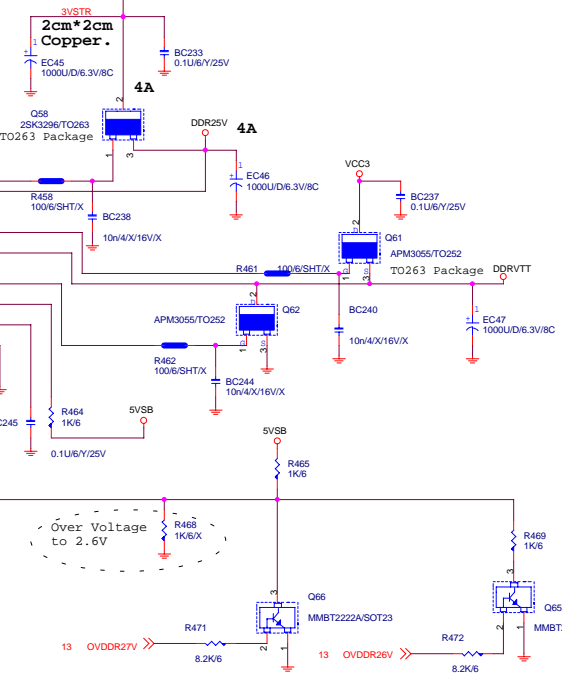 3VSTR
2cm*2cm
Copper.
1
+
EC45
1000U/D/6.3V/8C
BC233
0.1U/6/Y/25V
2
4A
Q58
2SK3296/TO263
TO263 Package
1
3
DDR25V
4A
1
+
EC46
1000U/D/6.3V/8C
R458
100/6/SHT/X
BC238
10n/4/X/16V/X
VCC3
BC237
0.1U/6/Y/25V
2
D
Q61
APM3055/TO252
G
S
1
3
TO263 Package
DDRVTT
R461
100/6/SHT/X
2
D
Q62
APM3055/TO252
G
S
1
3
BC240
10n/4/X/16V/X
1
+
EC47
1000U/D/6.3V/8C
R462
100/6/SHT/X
BC244
10n/4/X/16V/X
C245
0.1U/6/Y/25V
R464
1K/6
5VSB
5VSB
R465
1K/6
Over Voltage
to 2.6V
R468
1K/6/X
R469
1K/6
3
Q66
MMBT2222A/SOT23
2
1
3
Q65
MMBT
2
1
R471
8.2K/6
13 OVDDR27V
R472
8.2K/6
13 OVDDR26V